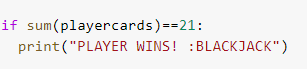 if sum(playercards)==21:
  print("PLAYER WINS! :BLACKJACK")